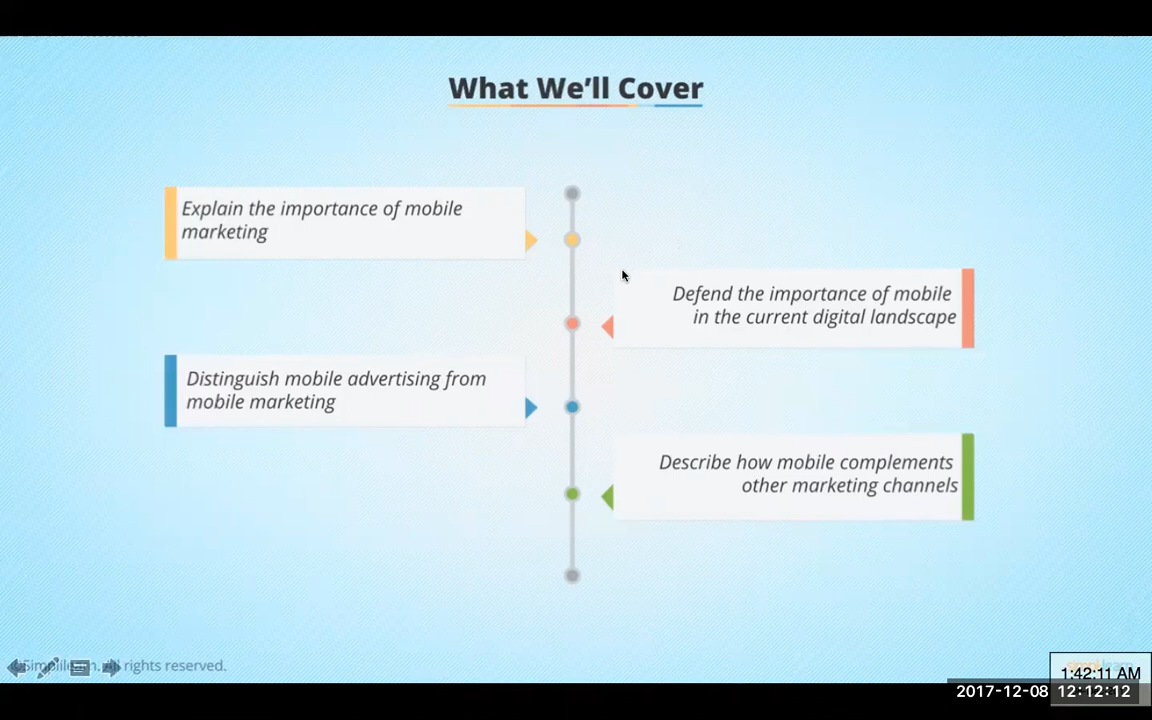 What We'll Cover
Explain the importance of mobile
marketing
Defend the importance of mobile
in the current digital landscape
Distinguish mobile advertising from
mobile marketing
Describe how mobile complements
other marketing channels
Simplilearn. All rights reserved.
1:42:11 AM
2017-12-08 12:12:12